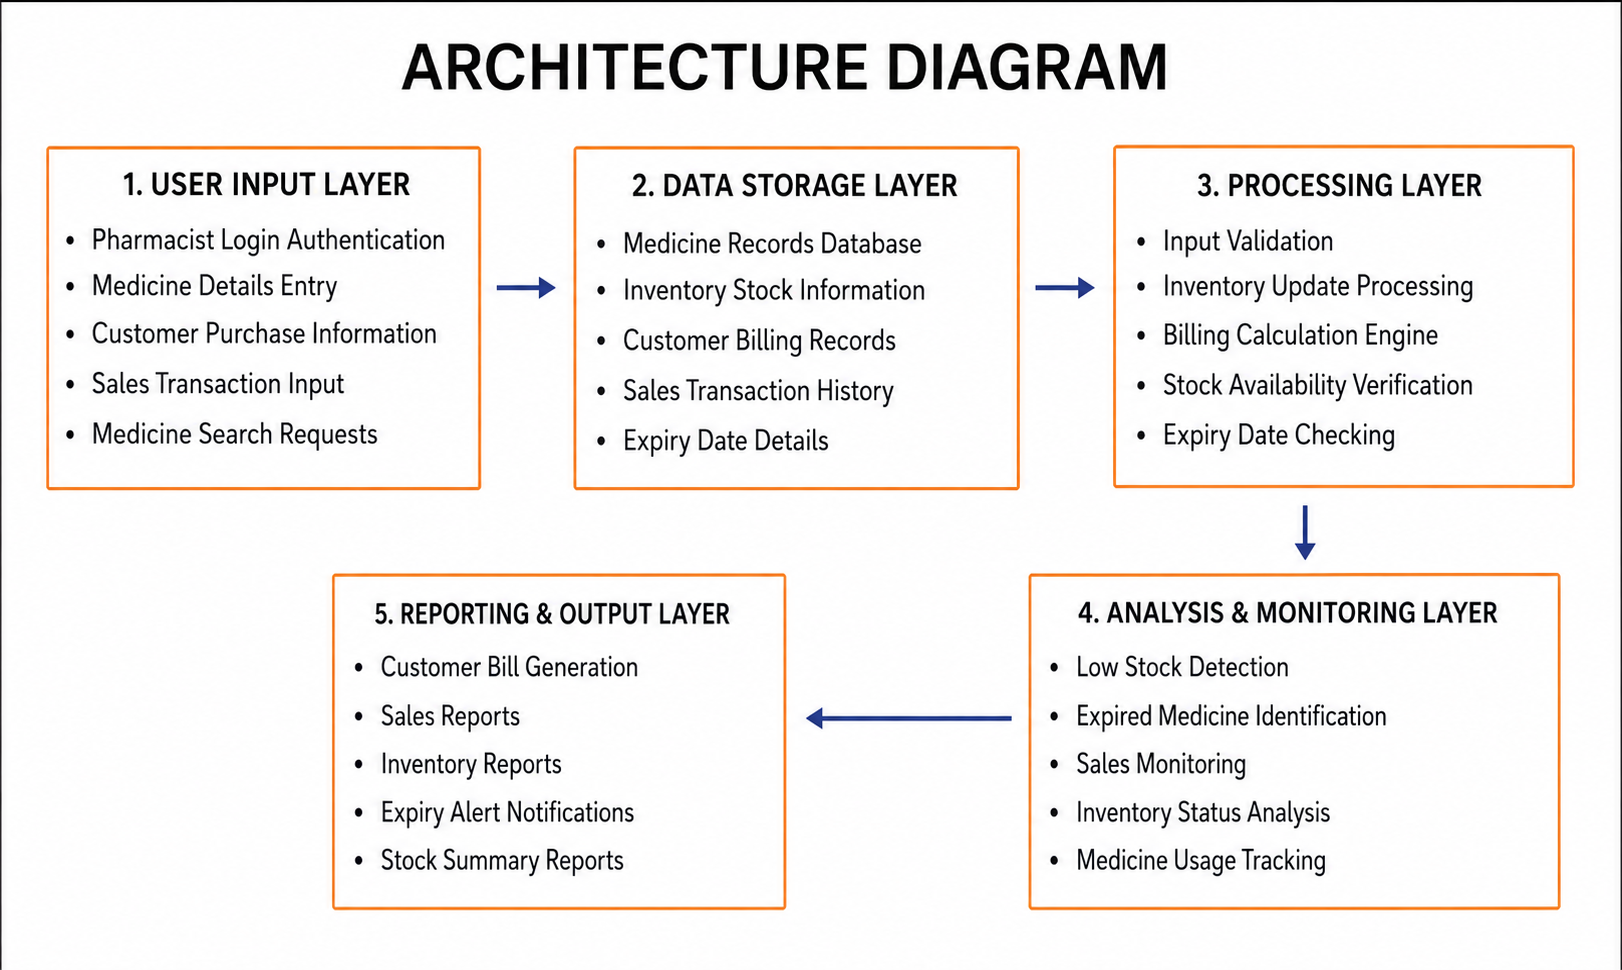 ARCHITECTURE DIAGRAM
1. USER INPUT LAYER
• Pharmacist Login Authentication
• Medicine Details Entry
• Customer Purchase Information
• Sales Transaction Input
• Medicine Search Requests
2. DATA STORAGE LAYER
• Medicine Records Database
• Inventory Stock Information
• Customer Billing Records
• Sales Transaction History
• Expiry Date Details
3. PROCESSING LAYER
• Input Validation
• Inventory Update Processing
• Billing Calculation Engine
• Stock Availability Verification
• Expiry Date Checking
4. ANALYSIS & MONITORING LAYER
• Low Stock Detection
• Expired Medicine Identification
• Sales Monitoring
• Inventory Status Analysis
• Medicine Usage Tracking
5. REPORTING & OUTPUT LAYER
• Customer Bill Generation
• Sales Reports
• Inventory Reports
• Expiry Alert Notifications
• Stock Summary Reports